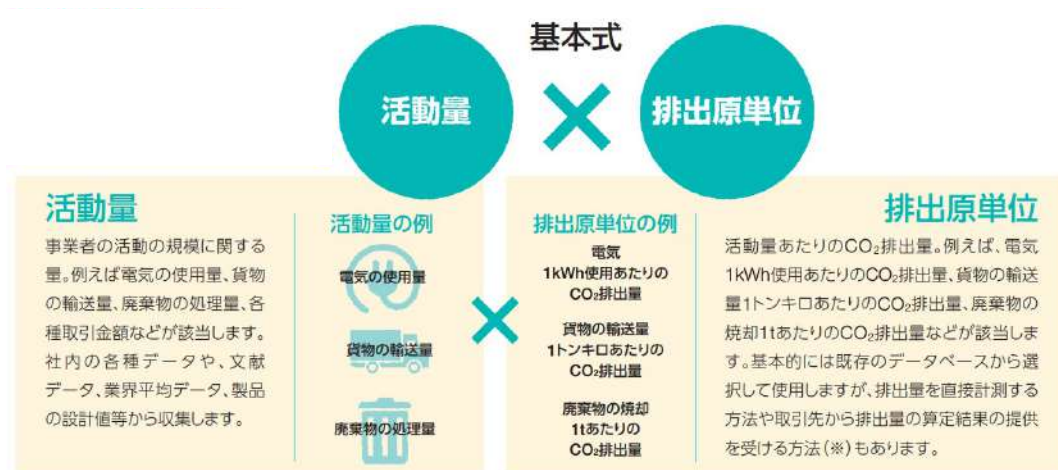 基本式
活動量
×
排出原単位
活動量
事業者の活動の規模に関する
量。例えば電気の使用量、貨物
の輸送量、廃棄物の処理量、各
種取引金額などが該当します。
社内の各種データや、文献
データ、業界平均データ、製品
の設計値等から収集します。
活動量の例
電気の使用量
貨物の輸送量
廃棄物の処理量
×
排出原単位の例
電気
1kWh使用あたりの
CO₂排出量
貨物の輸送量
1トンキロあたりの
CO₂排出量
廃棄物の焼却
1tあたりの
CO₂排出量
排出原単位
活動量あたりのCO₂排出量。例えば、電気
1kWh使用あたりのCO₂排出量、貨物の輸送
量1トンキロあたりのCO₂排出量、廃棄物の
焼却1tあたりのCO₂排出量などが該当しま
す。基本的には既存のデータベースから選
択して使用しますが、排出量を直接計測する
方法や取引先から排出量の算定結果の提供
を受ける方法（※）もあります。